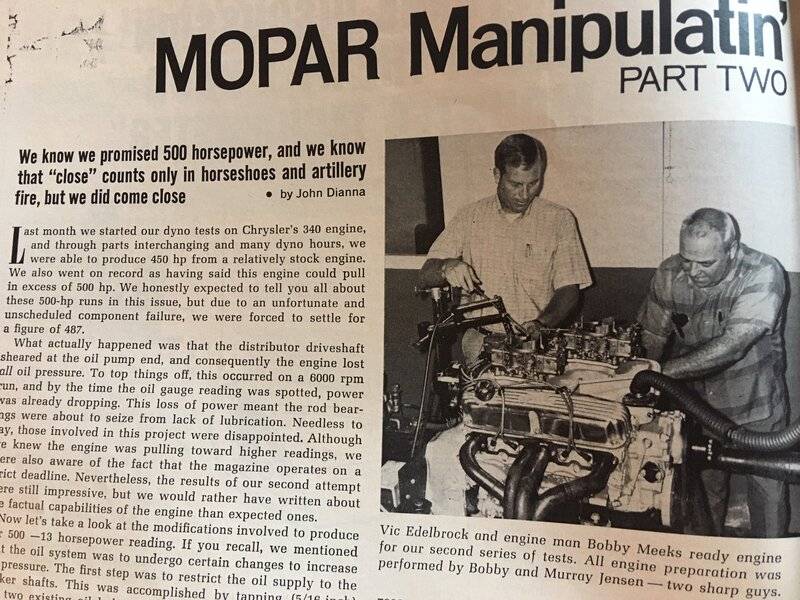 MOPAR Manipulatin'
PART TWO
We know we promised 500 horsepower, and we know
that "close" counts only in horseshoes and artillery
fire, but we did come close
• by John Dianna
Last month we started our dyno tests on Chrysler's 340 engine,
and through parts interchanging and many dyno hours, we
were able to produce 450 hp from a relatively stock engine.
We also went on record as having said this engine could pull
in excess of 500 hp. We honestly expected to tell you all about
these 500-hp runs in this issue, but due to an unfortunate and
unscheduled component failure, we were forced to settle for
a figure of 487.
What actually happened was that the distributor driveshaft
sheared at the oil pump end, and consequently the engine lost
all oil pressure. To top things off, this occurred on a 6000 rpm
run, and by the time the oil gauge reading was spotted, power
was already dropping. This loss of power meant the rod bear-
ngs were about to seize from lack of lubrication. Needless to
ay, those involved in this project were disappointed. Although
e knew the engine was pulling toward higher readings, we
ere also aware of the fact that the magazine operates on a
rict deadline. Nevertheless, the results of our second attempt
ere still impressive, but we would rather have written about
e factual capabilities of the engine than expected ones.
Now let's take a look at the modifications involved to produce
r 500 —13 horsepower reading. If you recall, we mentioned
t the oil system was to undergo certain changes to increase
pressure. The first step was to restrict the oil supply to the
ker shafts. This was accomplished by tapping (5/16-inch)
two existing oil
Vic Edelbrock and engine man Bobby Meeks ready engine
for our second series of tests. All engine preparation was
performed by Bobby and Murray Jensen — two sharp guys.